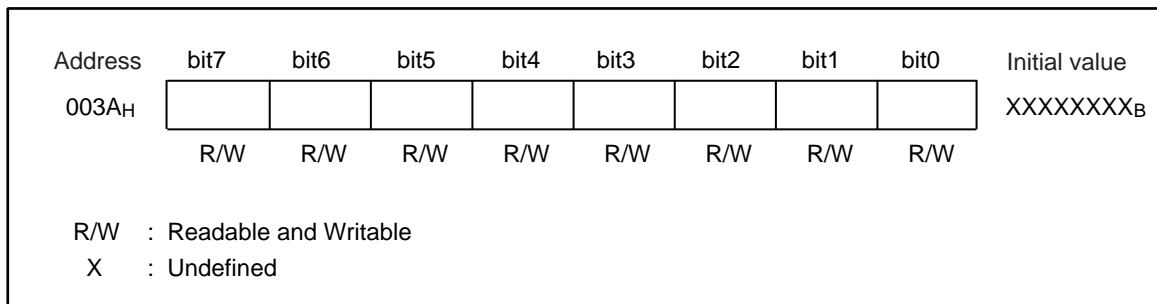 Address bit7 bit6 bit5 bit4 bit3 bit2 bit1 bit0 Initial value
003AH XXXXXXXXB
R/W R/W R/W R/W R/W R/W R/W R/W
R/W : Readable and Writable
X : Undefined